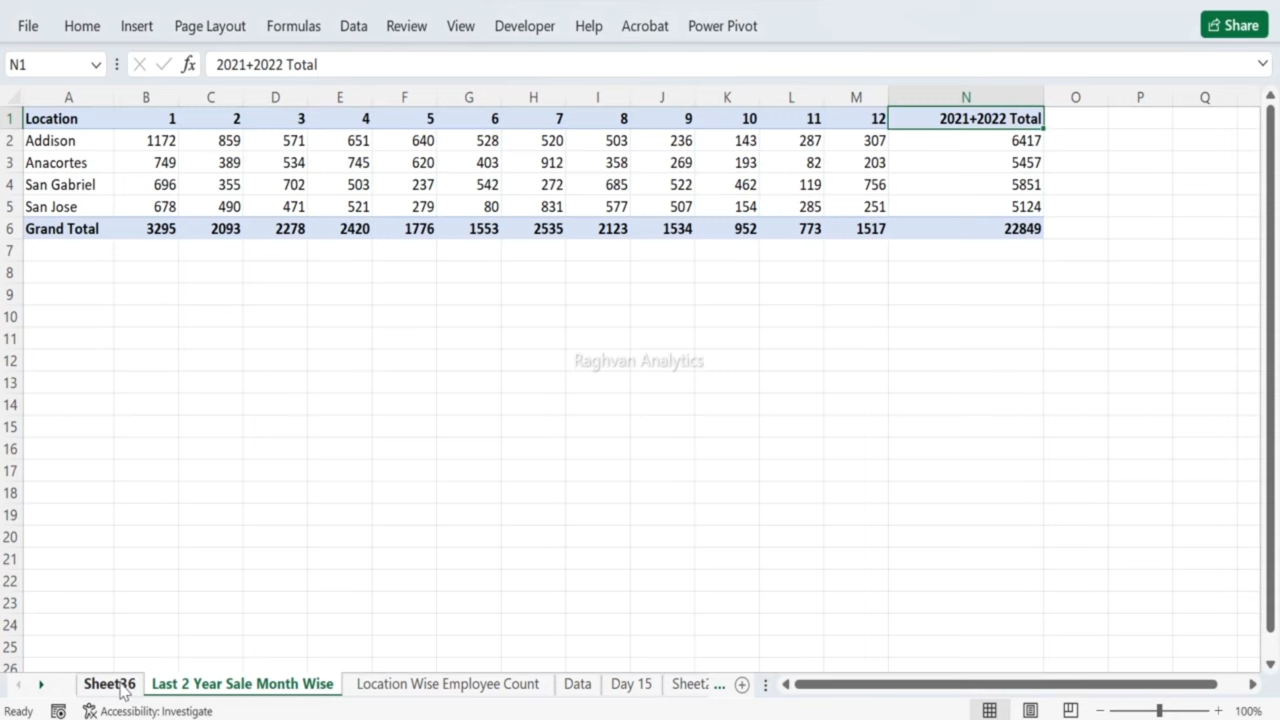 File Home Insert Page Layout Formulas Data Review View Developer Help Acrobat Power Pivot Share
N1 fx 2021+2022 Total
A B C D E F G H I J K L M N O P Q
1 Location 1 2 3 4 5 6 7 8 9 10 11 12 2021+2022 Total
2 Addison 1172 859 571 651 640 528 520 503 236 143 287 307 6417
3 Anacortes 749 389 534 745 620 403 912 358 269 193 82 203 5457
4 San Gabriel 696 355 702 503 237 542 272 685 522 462 119 756 5851
5 San Jose 678 490 471 521 279 80 831 577 507 154 285 251 5124
6 Grand Total 3295 2093 2278 2420 1776 1553 2535 2123 1534 952 773 1517 22849
7
8
9
10
11
12 Raghvan Analytics
13
14
15
16
17
18
19
20
21
22
23
24
25
26
Last 2 Year Sale Month Wise Location Wise Employee Count Data Day 15 ...
Ready Accessibility: Investigate 100%